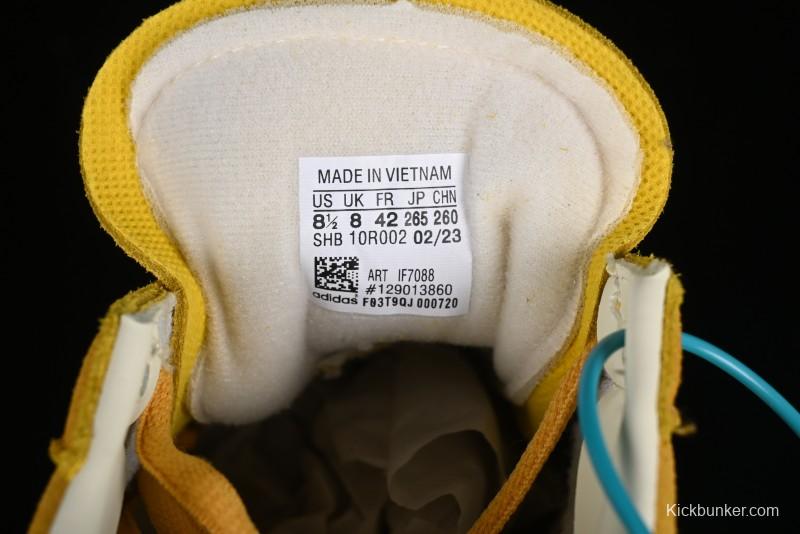 MADE IN VIETNAM
US UK FR JP CHN
8½ 8 42 265 260
SHB 10R002 02/23
ART IF7088
#129013860
adidas F03T9QJ 000720
Kickbunker.com